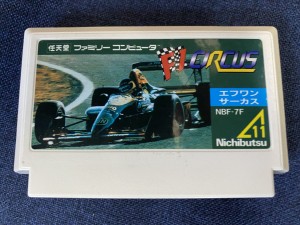 任天堂 ファミリー コンピュータ
F1 CIRCUS
エフワン
サーカス
NBF-7F
11
Nichibutsu